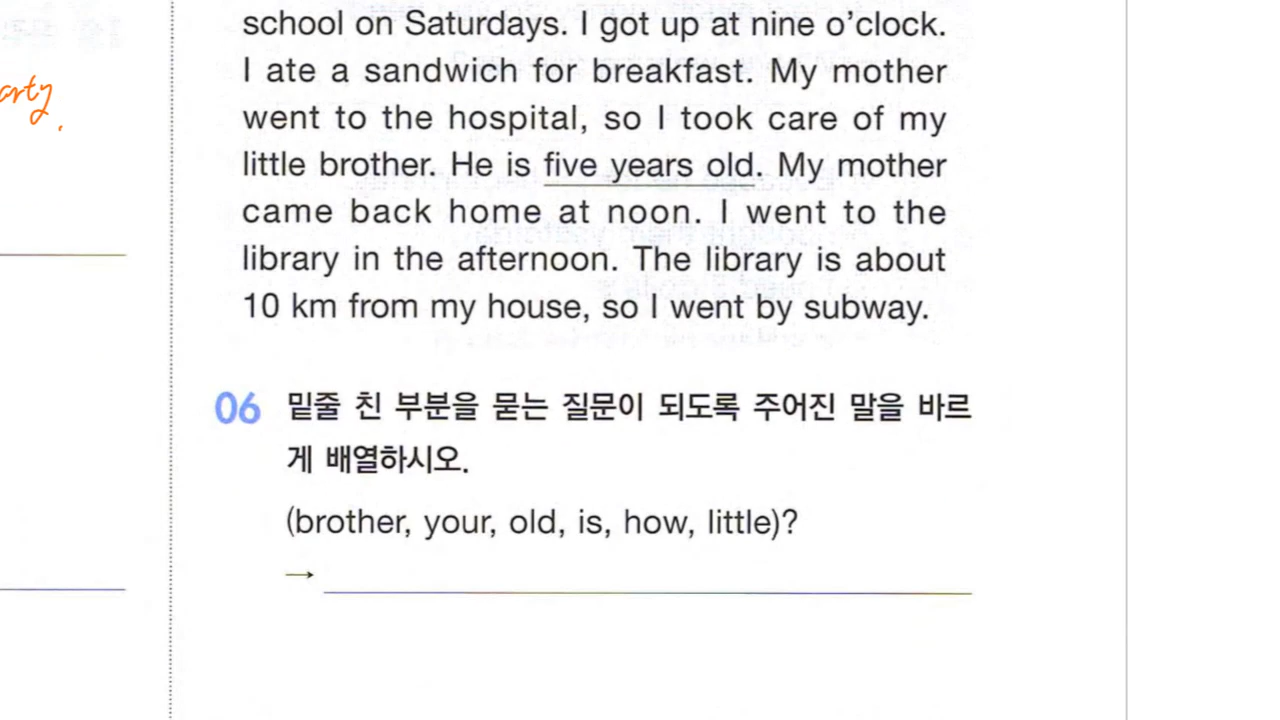 school on Saturdays. I got up at nine o’clock.
I ate a sandwich for breakfast. My mother
went to the hospital, so I took care of my
little brother. He is five years old. My mother
came back home at noon. I went to the
library in the afternoon. The library is about
10 km from my house, so I went by subway.
06 밑줄 친 부분을 묻는 질문이 되도록 주어진 말을 바르
게 배열하시오.
(brother, your, old, is, how, little)?
→